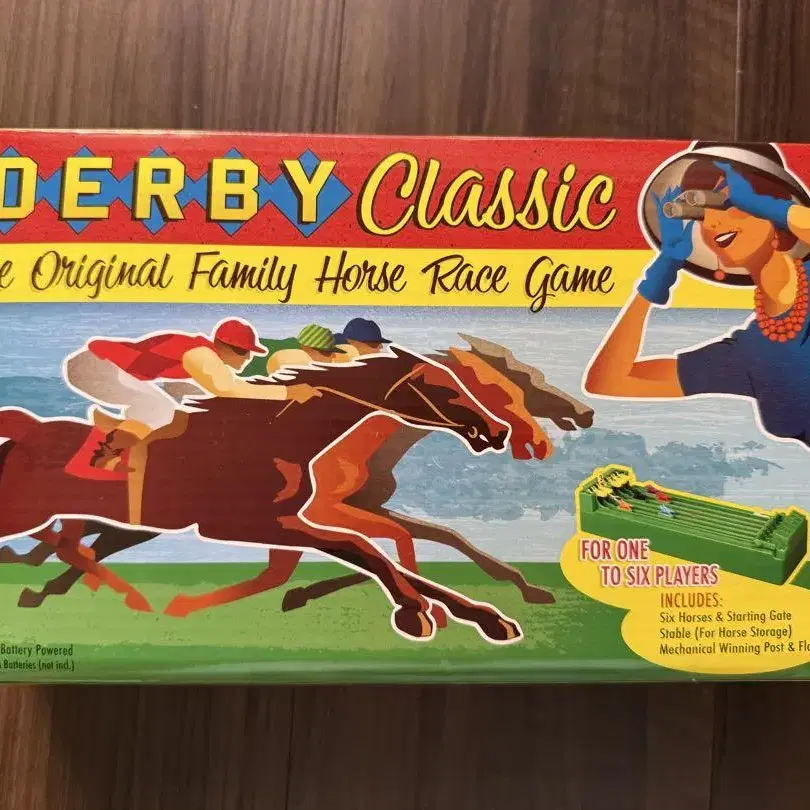 DERBY Classic
Original Family Horse Race Game
FOR ONE
TO SIX PLAYERS
INCLUDES:
Six Horses & Starting Gate
Stable (For Horse Storage)
Mechanical Winning Post &
Battery Powered
Batteries (not incl.)